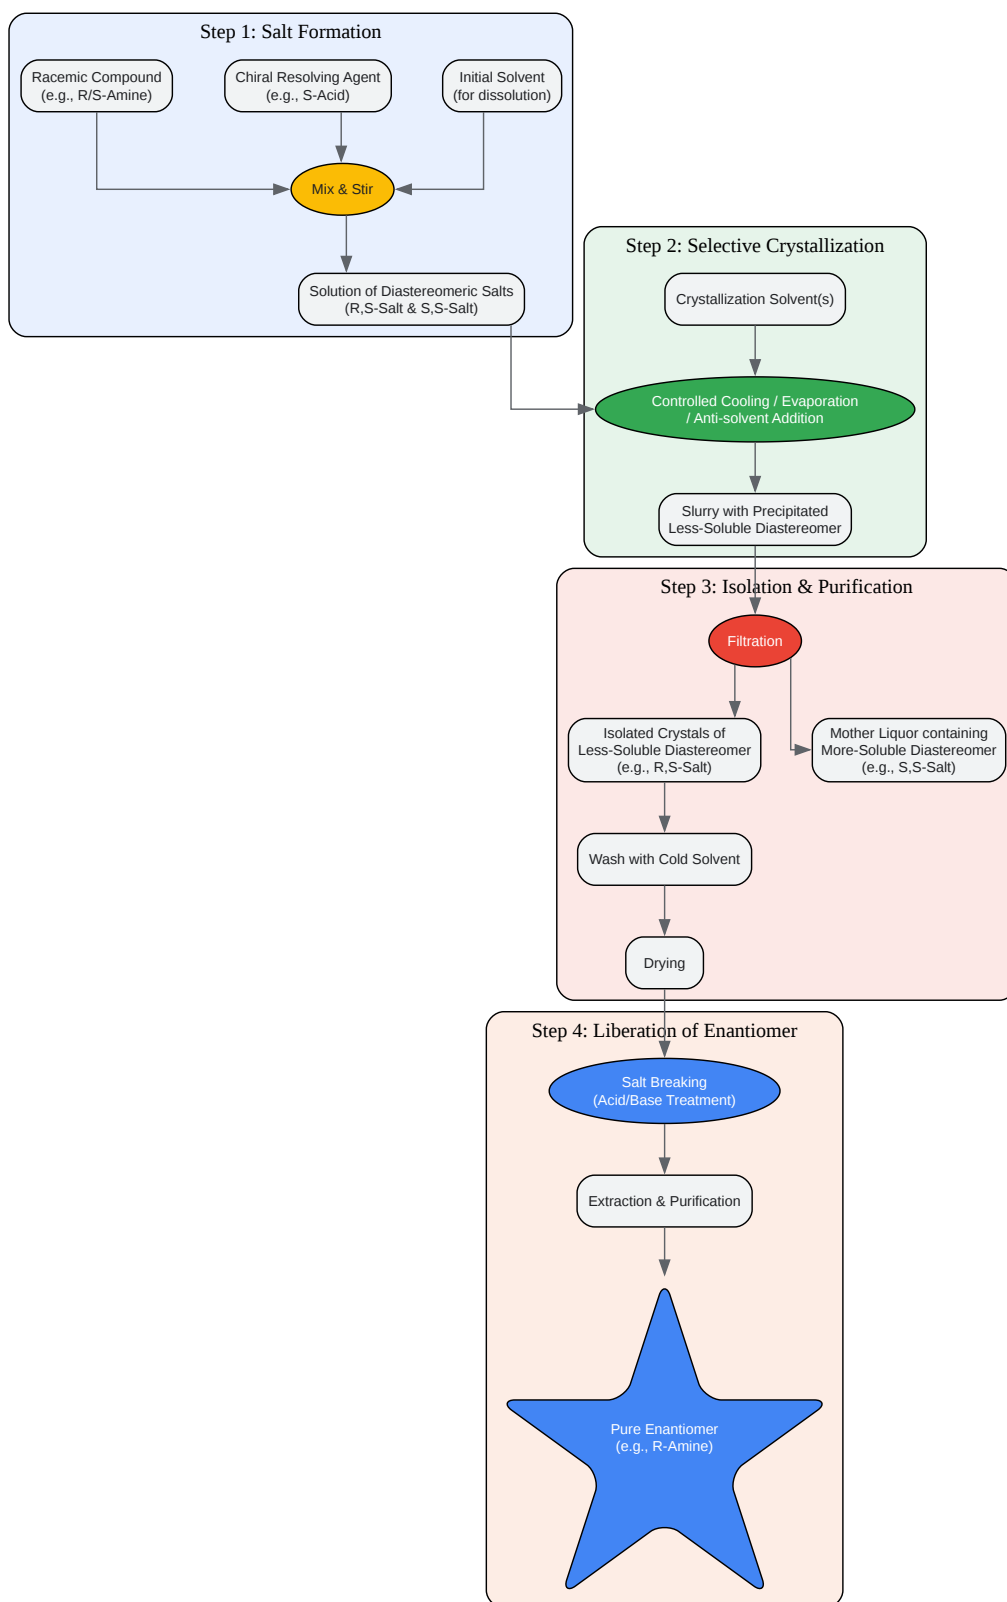 Step 1: Salt Formation
Racemic Compound
(e.g., R/S-Amine)
Chiral Resolving Agent
(e.g., S-Acid)
Initial Solvent
(for dissolution)
Mix & Stir
Solution of Diastereomeric Salts
(R,S-Salt & S,S-Salt)
Step 2: Selective Crystallization
Crystallization Solvent(s)
Controlled Cooling / Evaporation
/ Anti-solvent Addition
Slurry with Precipitated
Less-Soluble Diastereomer
Step 3: Isolation & Purification
Filtration
Isolated Crystals of
Less-Soluble Diastereomer
(e.g., R,S-Salt)
Mother Liquor containing
More-Soluble Diastereomer
(e.g., S,S-Salt)
Wash with Cold Solvent
Drying
Step 4: Liberation of Enantiomer
Salt Breaking
(Acid/Base Treatment)
Extraction & Purification
Pure Enantiomer
(e.g., R-Amine)